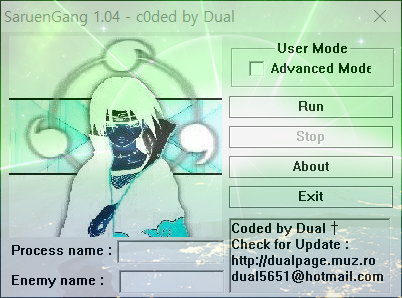 SaruenGang 1.04 - c0ded by Dual
User Mode
Advanced Mode
Run
Stop
About
Exit
Process name :
Enemy name :
Coded by Dual †
Check for Update :
http://dualpage.muz.ro
dual5651@hotmail.com